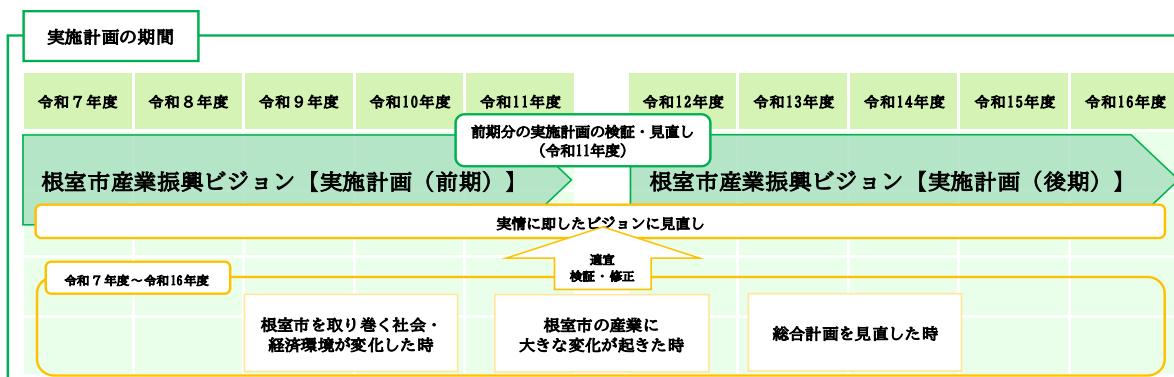 実施計画の期間
令和７年度 令和８年度 令和９年度 令和10年度 令和11年度 令和12年度 令和13年度 令和14年度 令和15年度 令和16年度
前期分の実施計画の検証・見直し
（令和11年度）
根室市産業振興ビジョン【実施計画（前期）】 根室市産業振興ビジョン【実施計画（後期）】
実情に即したビジョンに見直し
適宜
検証・修正
令和７年度～令和16年度
根室市を取り巻く社会・
経済環境が変化した時
根室市の産業に
大きな変化が起きた時
総合計画を見直した時